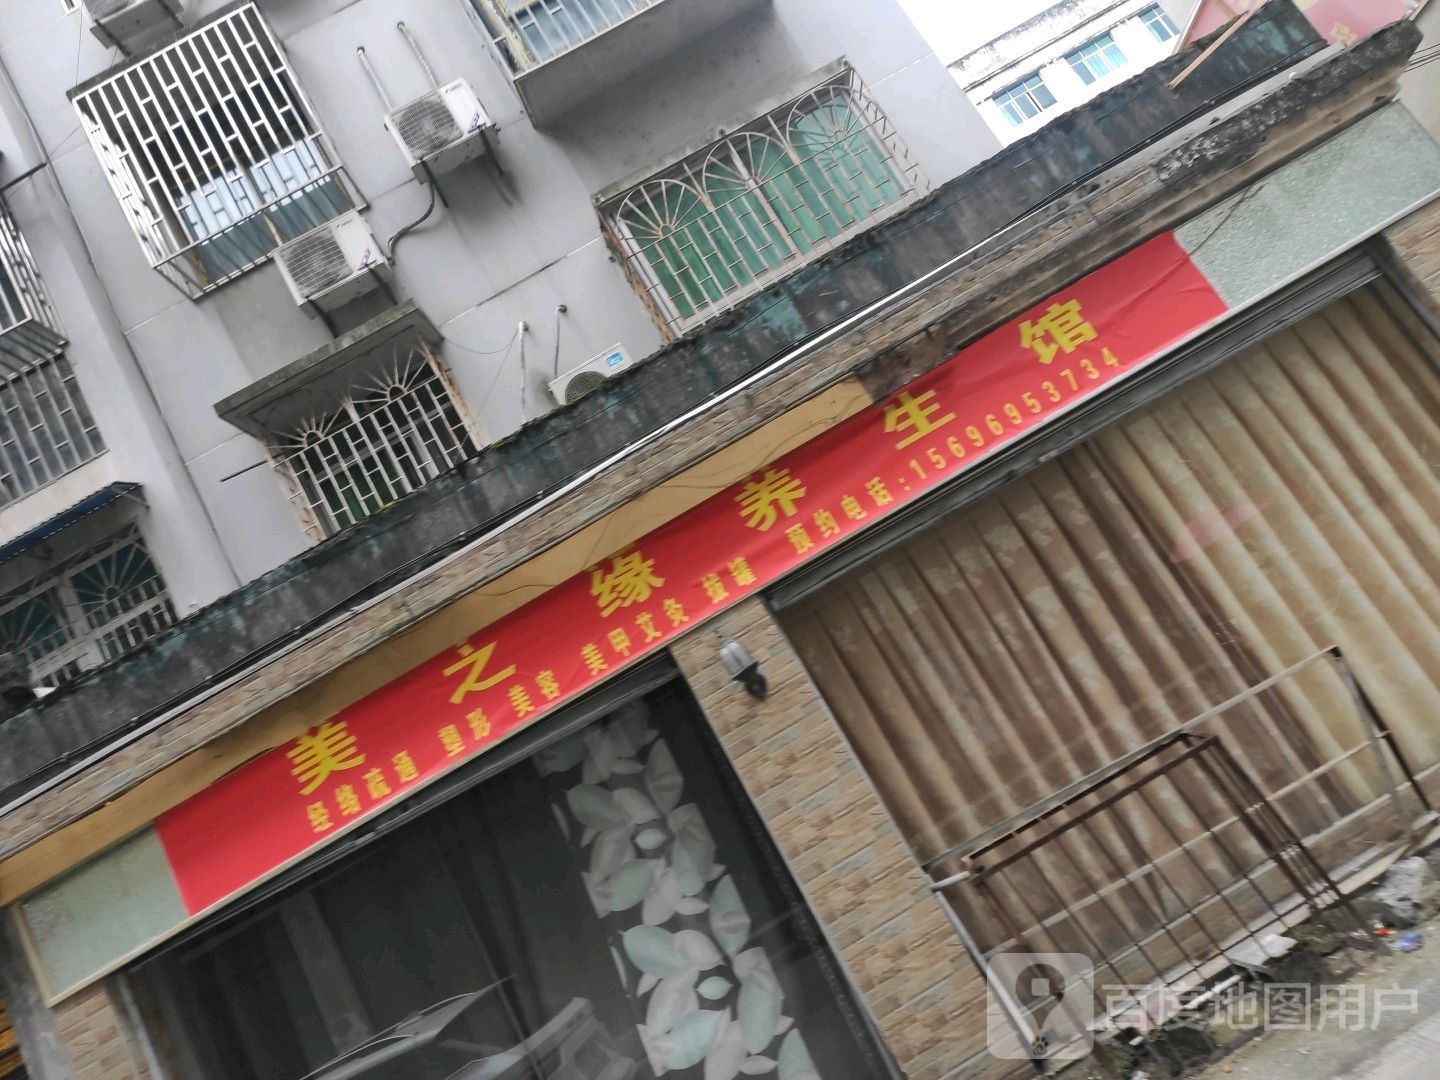 美之缘养生馆
经络疏通 塑形 美容 美甲艾灸 拔罐 预约电话：15696953734
百度地图用户